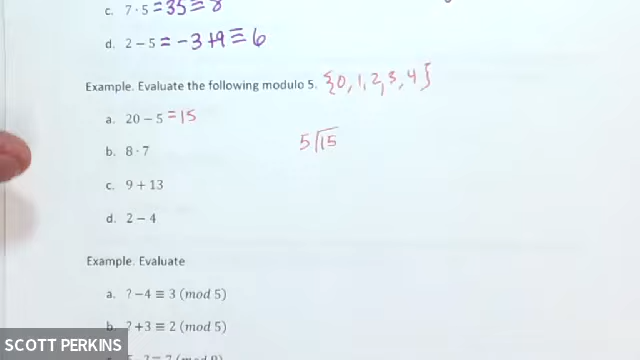 c. 7 · 5 = 35 ≡ 8
d. 2 − 5 = −3+9 ≡ 6
Example. Evaluate the following modulo 5. {0, 1, 2, 3, 4}
a. 20 − 5 = 15
5)15
b. 8 · 7
c. 9 + 13
d. 2 − 4
Example. Evaluate
a. ? −4 ≡ 3 (mod 5)
b. ? +3 ≡ 2 (mod 5)
SCOTT PERKINS